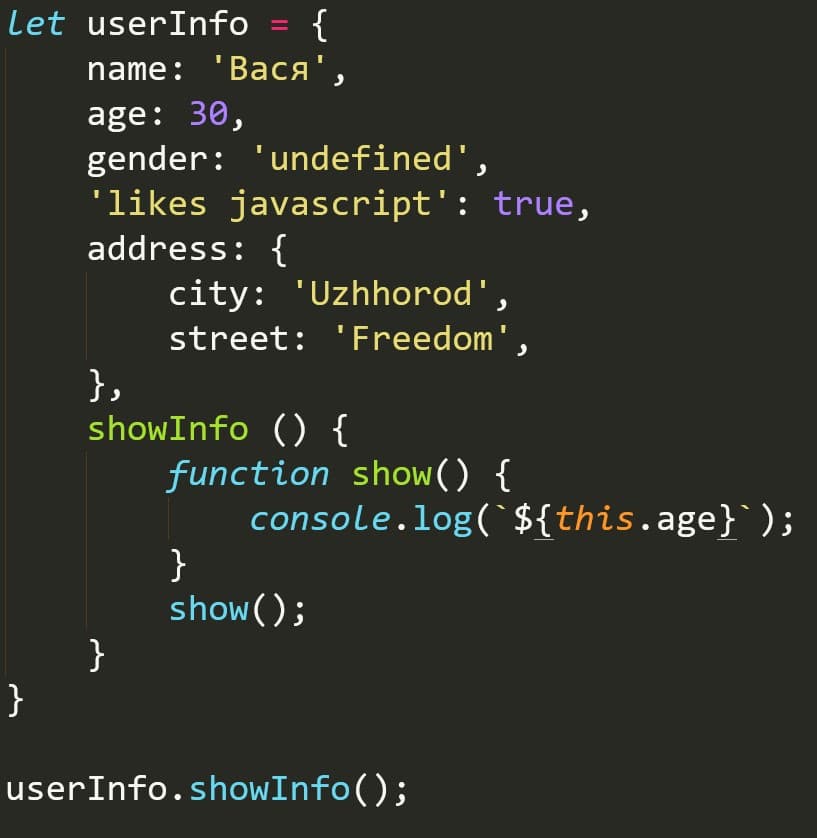 let userInfo = {
    name: 'Вася',
    age: 30,
    gender: 'undefined',
    'likes javascript': true,
    address: {
        city: 'Uzhhorod',
        street: 'Freedom',
    },
    showInfo () {
        function show() {
            console.log(`${this.age}`);
        }
        show();
    }
}

userInfo.showInfo();